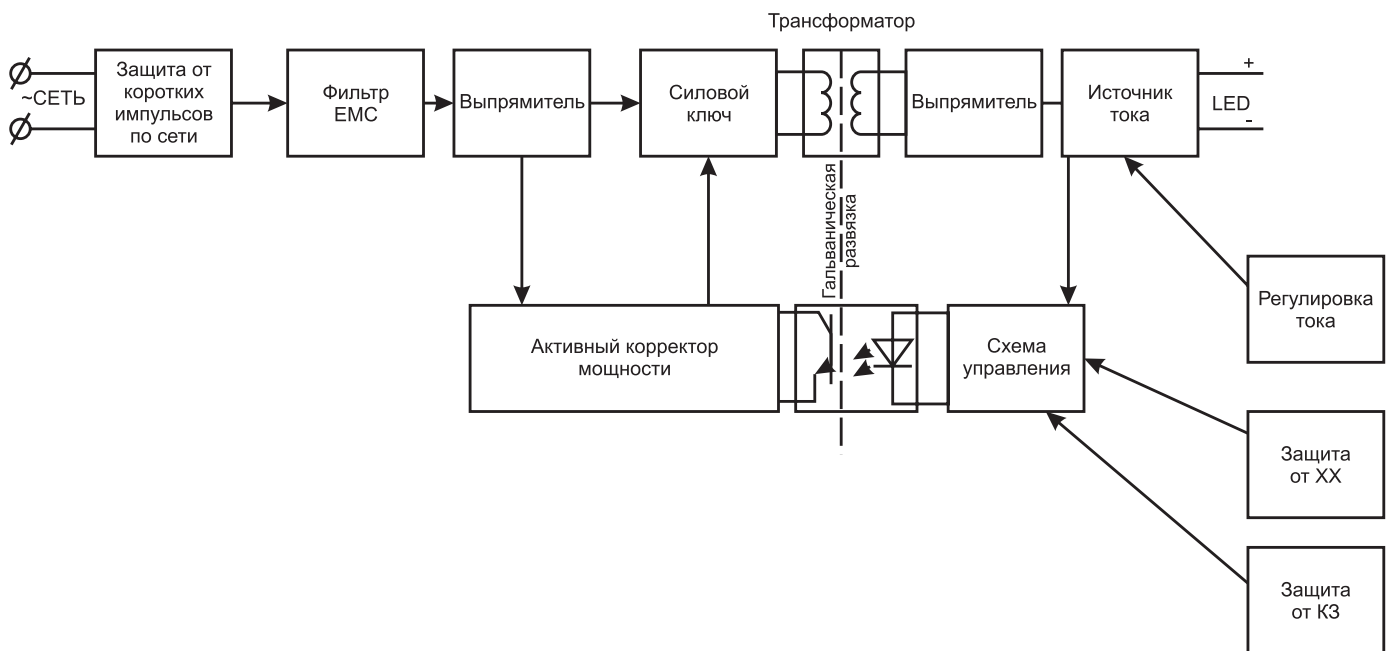 Трансформатор
~СЕТЬ
Защита от
коротких
импульсов
по сети
Фильтр
EMC
Выпрямитель
Силовой
ключ
Выпрямитель
Источник
тока
+
LED
-
Гальваническая
развязка
Регулировка
тока
Активный корректор
мощности
Схема
управления
Защита
от ХХ
Защита
от КЗ